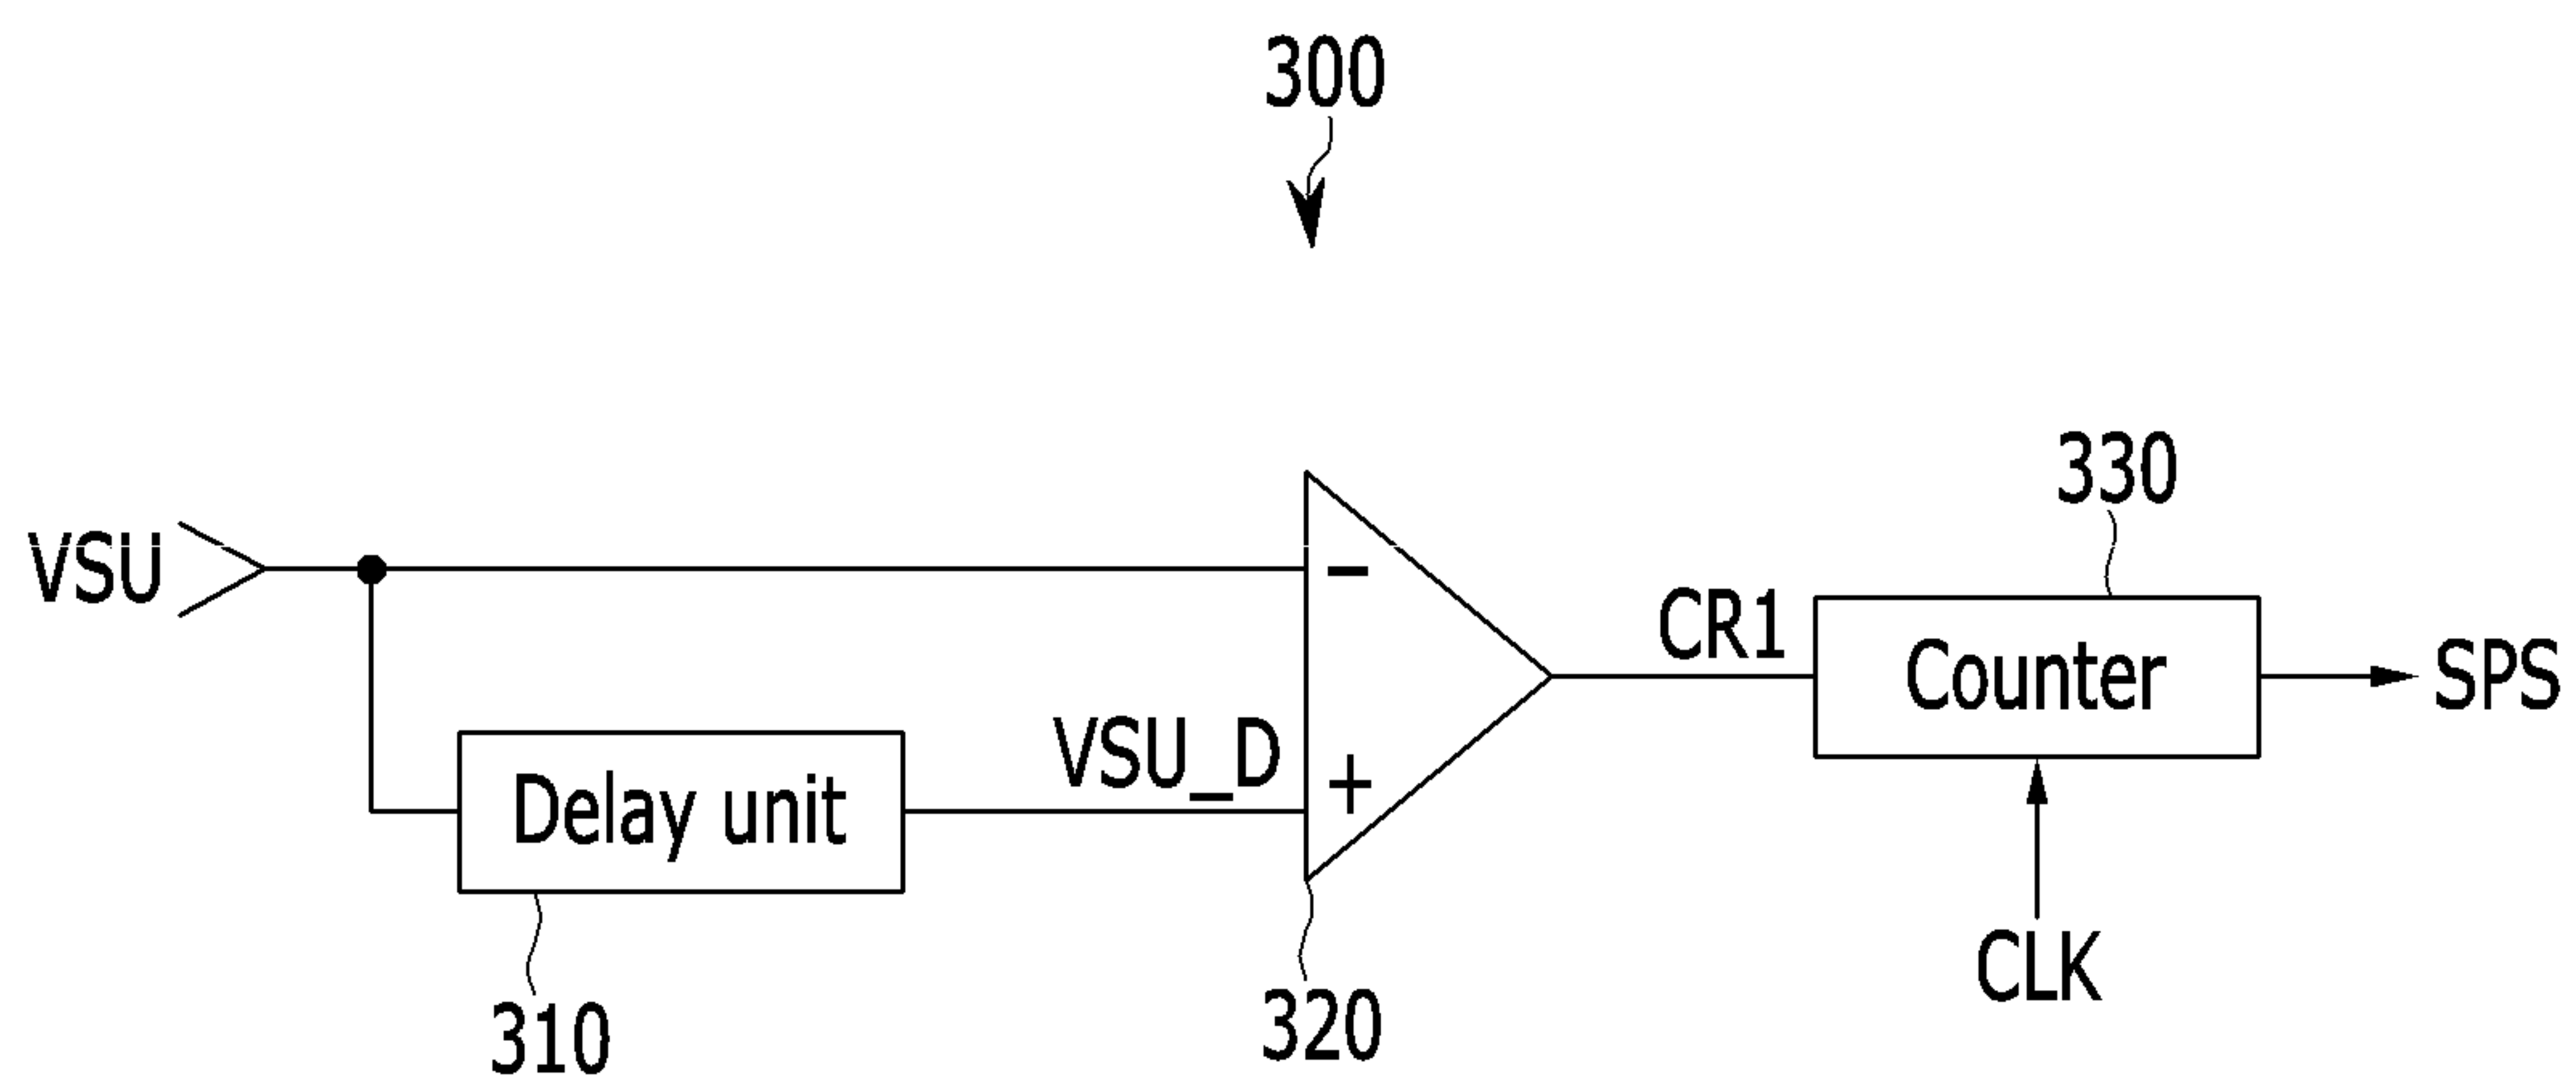 300
330
VSU
−
CR1
Counter
SPS
VSU_D
Delay unit
+
CLK
310
320